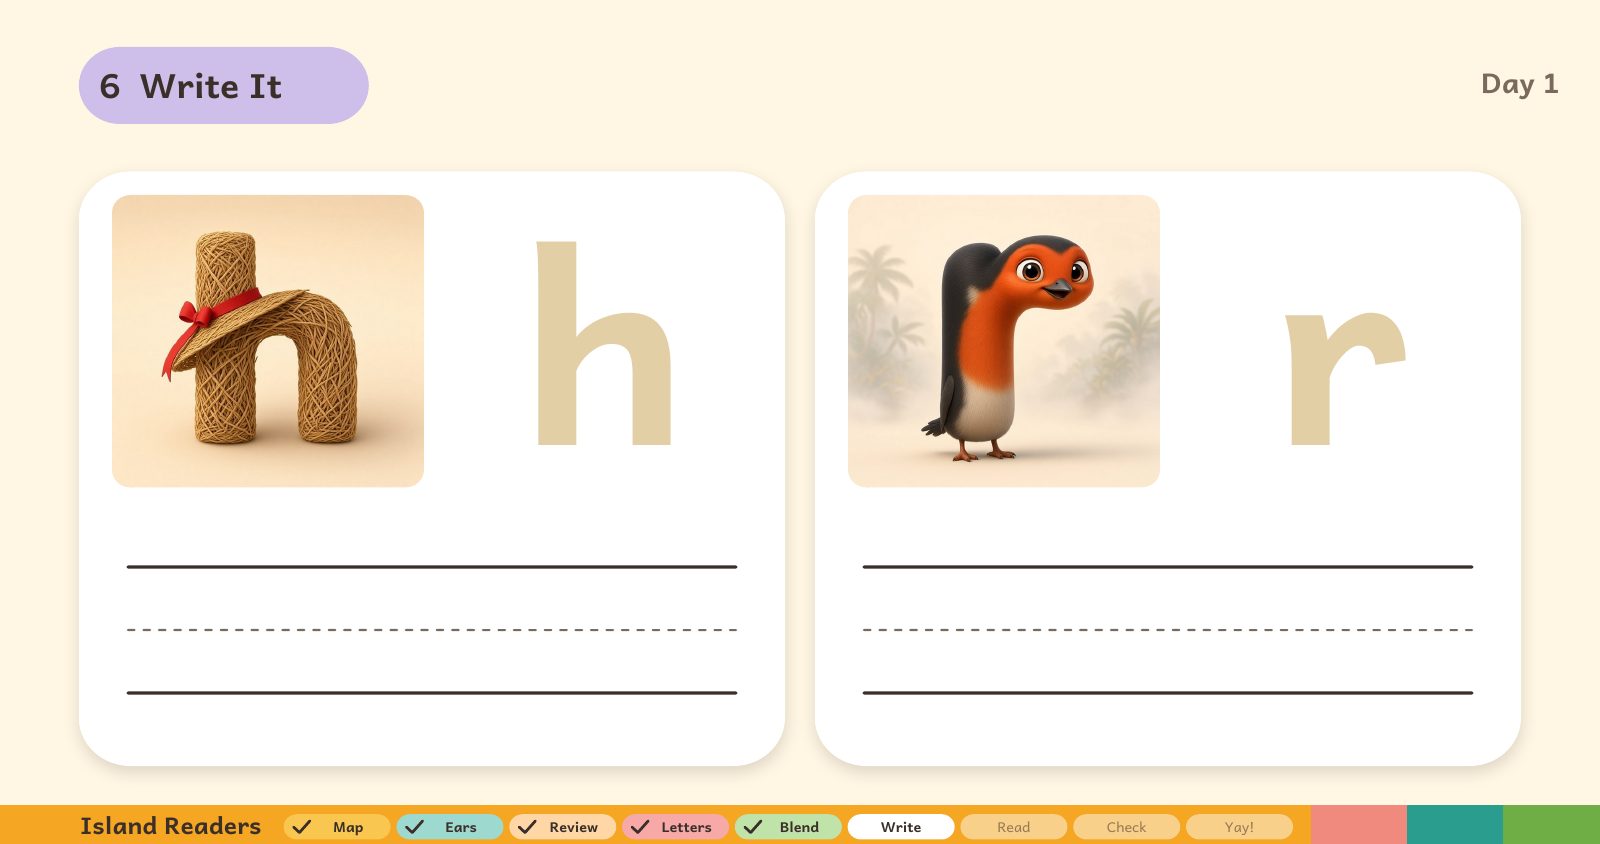 6 Write It
Day 1
h
r
Island Readers
Map
Ears
Review
Letters
Blend
Write
Read
Check
Yay!